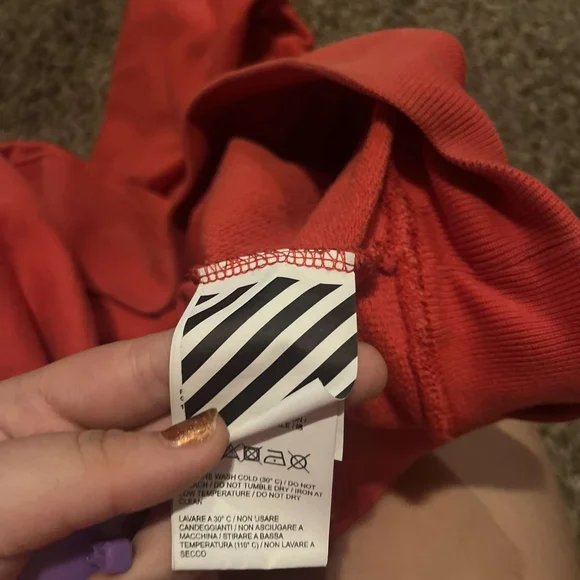 WASH COLD (30° C) / DO NOT
/ DO NOT TUMBLE DRY / IRON AT
LOW TEMPERATURE / DO NOT DRY
CLEAN
LAVARE A 30° C / NON USARE
CANDEGGIANTI / NON ASCIUGARE A
MACCHINA / STIRARE A BASSA
TEMPERATURA (110° C) / NON LAVARE A
SECCO